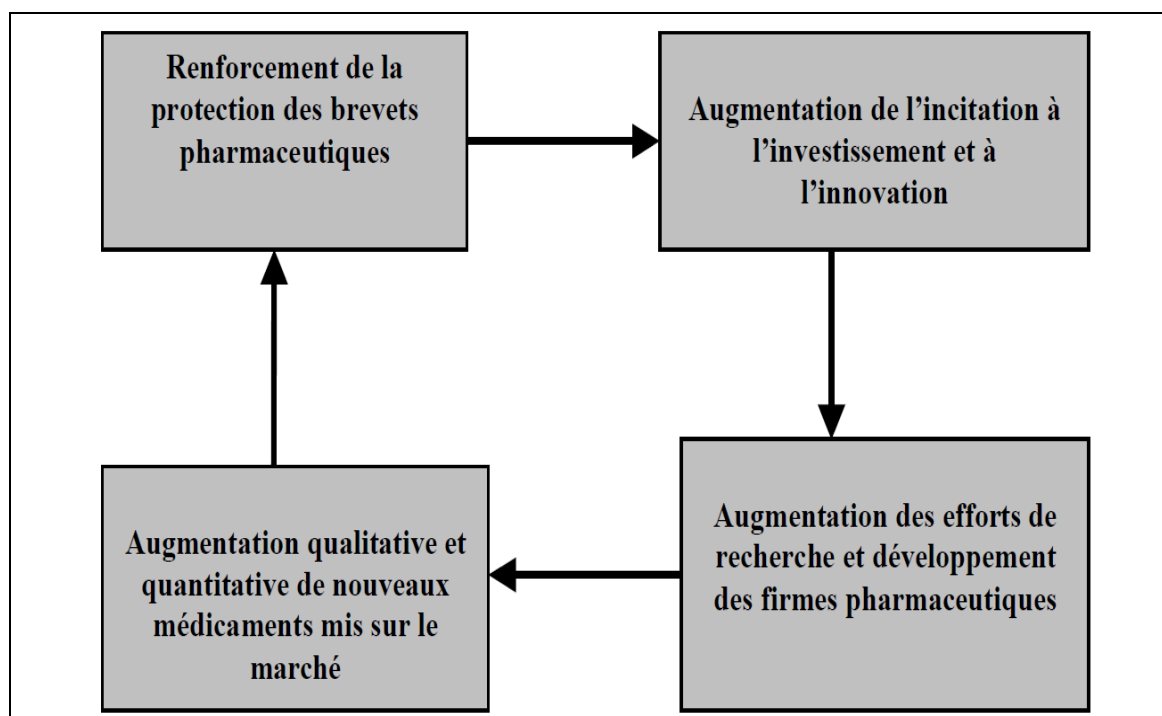 Renforcement de la
protection des brevets
pharmaceutiques
Augmentation de l’incitation à
l’investissement et à
l’innovation
Augmentation des efforts de
recherche et développement
des firmes pharmaceutiques
Augmentation qualitative et
quantitative de nouveaux
médicaments mis sur le
marché